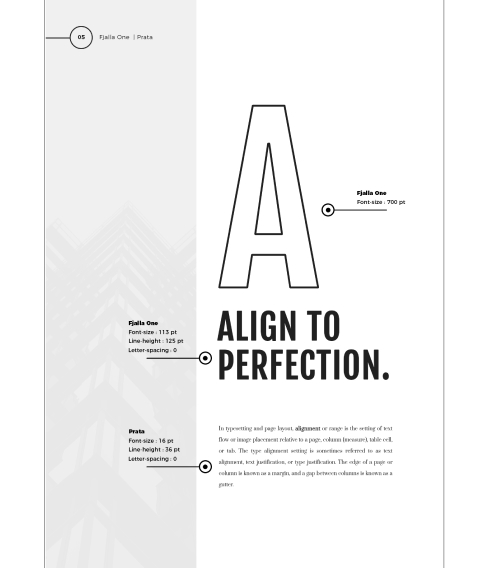 05 Fjalla One | Prata
A
Fjalla One
Font-size : 700 pt
ALIGN TO
PERFECTION.
Fjalla One
Font-size : 113 pt
Line-height : 125 pt
Letter-spacing : 0
In typesetting and page layout, alignment or range is the setting of text
flow or image placement relative to a page, column (measure), table cell,
or tab. The type alignment setting is sometimes referred to as text
alignment, text justification, or type justification. The edge of a page or
column is known as a margin, and a gap between columns is known as a
gutter.
Prata
Font-size : 16 pt
Line-height : 36 pt
Letter-spacing : 0